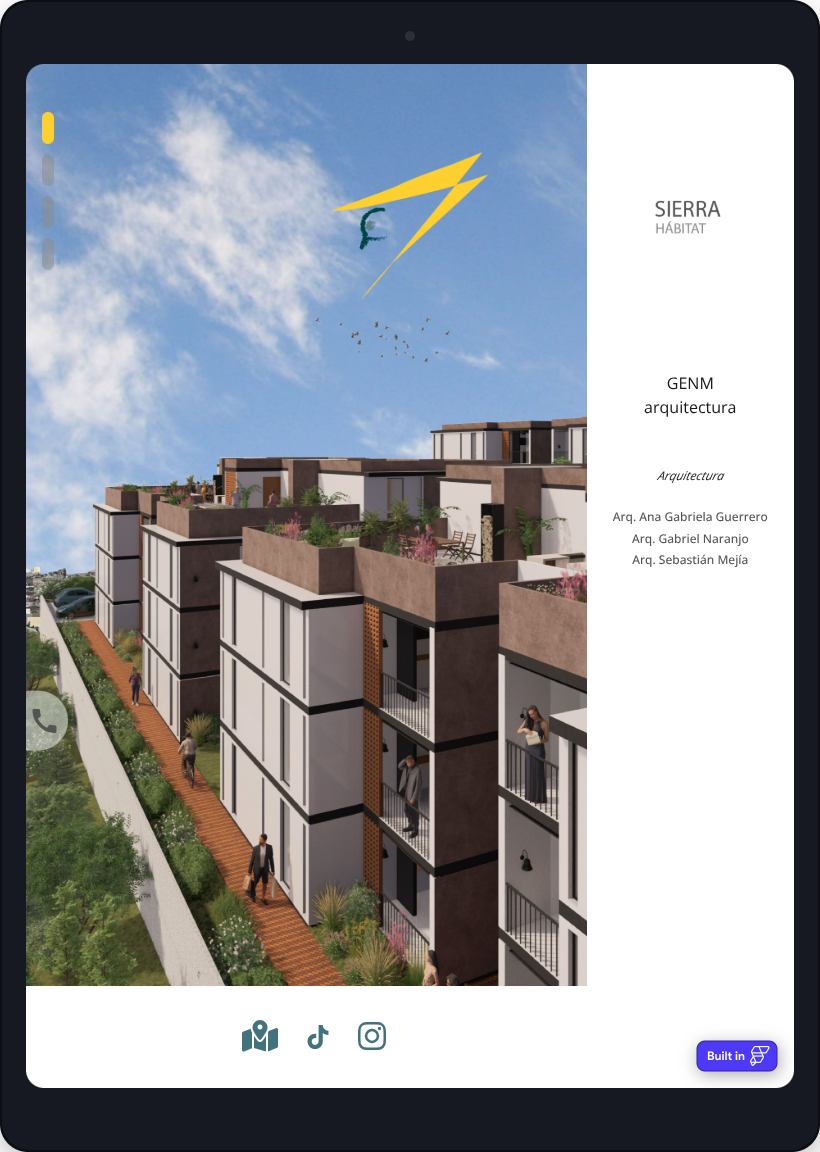 SIERRA
HÁBITAT
GENM
arquitectura
Arquitectura
Arq. Ana Gabriela Guerrero
Arq. Gabriel Naranjo
Arq. Sebastián Mejía
Built in